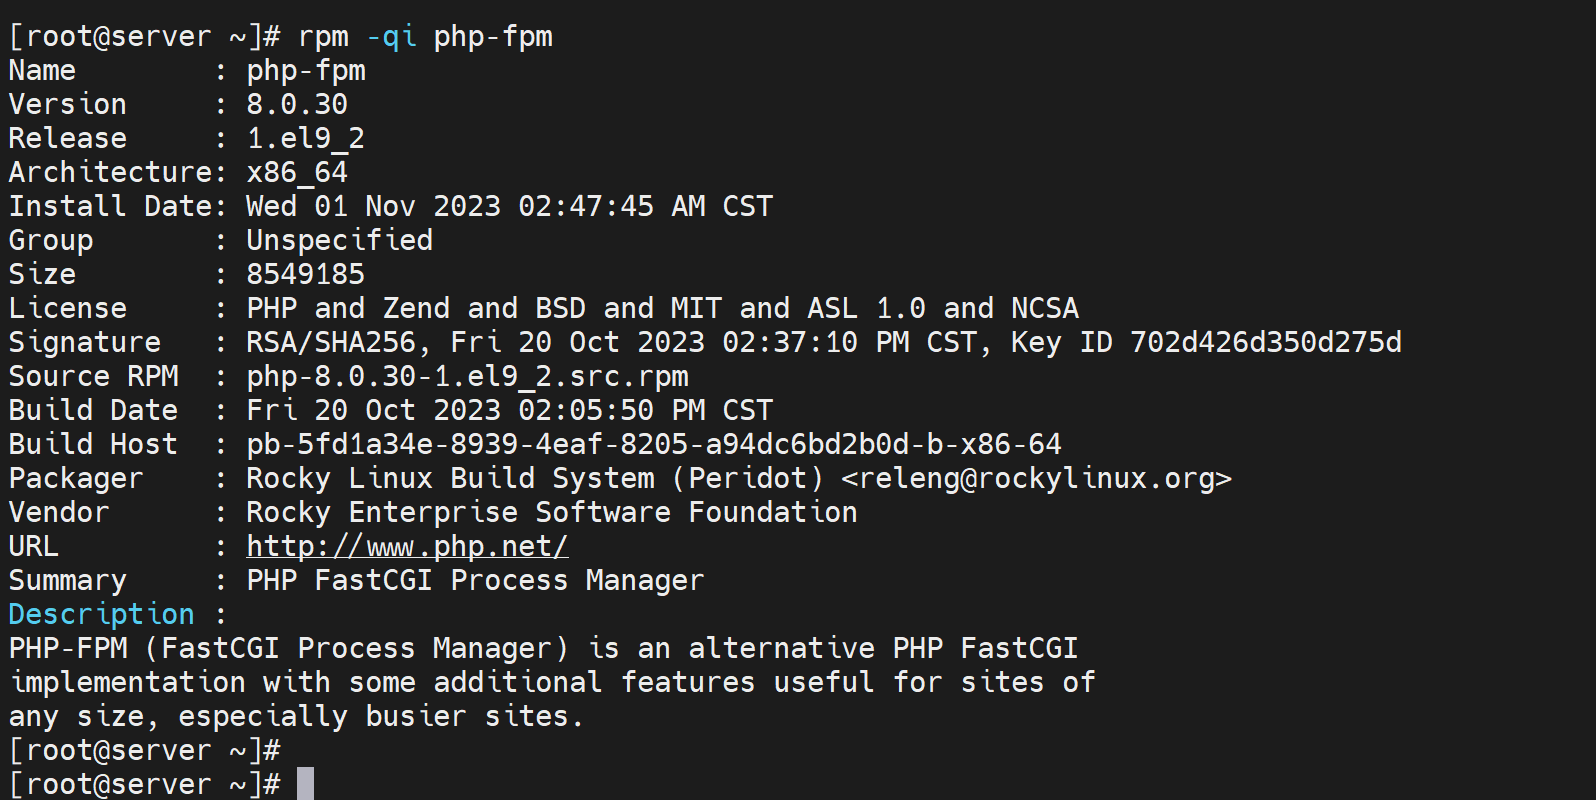 [root@server ~]# rpm -qi php-fpm
Name        : php-fpm
Version     : 8.0.30
Release     : 1.el9_2
Architecture: x86_64
Install Date: Wed 01 Nov 2023 02:47:45 AM CST
Group       : Unspecified
Size        : 8549185
License     : PHP and Zend and BSD and MIT and ASL 1.0 and NCSA
Signature   : RSA/SHA256, Fri 20 Oct 2023 02:37:10 PM CST, Key ID 702d426d350d275d
Source RPM  : php-8.0.30-1.el9_2.src.rpm
Build Date  : Fri 20 Oct 2023 02:05:50 PM CST
Build Host  : pb-5fd1a34e-8939-4eaf-8205-a94dc6bd2b0d-b-x86-64
Packager    : Rocky Linux Build System (Peridot) <releng@rockylinux.org>
Vendor      : Rocky Enterprise Software Foundation
URL         : http://www.php.net/
Summary     : PHP FastCGI Process Manager
Description :
PHP-FPM (FastCGI Process Manager) is an alternative PHP FastCGI
implementation with some additional features useful for sites of
any size, especially busier sites.
[root@server ~]#
[root@server ~]#